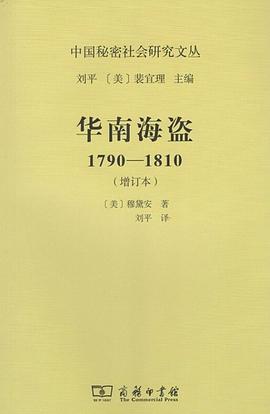 中国秘密社会研究文丛
刘平 〔美〕裴宜理 主编
华南海盗
1790—1810
（增订本）
〔美〕穆黛安 著
刘平 译
商务印书馆
The Commercial Press